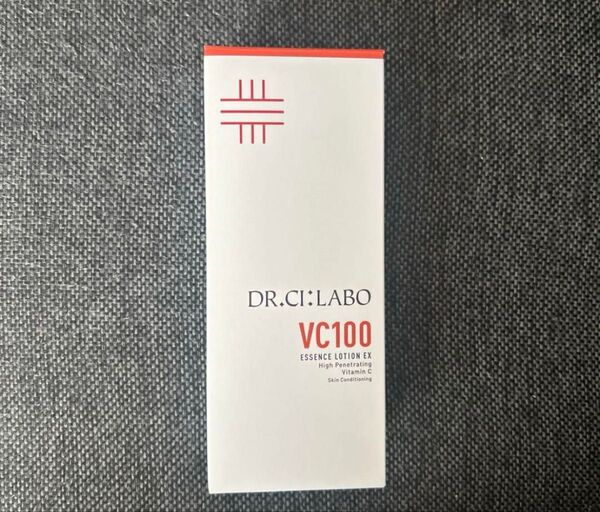 DR.CI:LABO
VC100
ESSENCE LOTION EX
High Penetrating
Vitamin C
Skin Conditioning